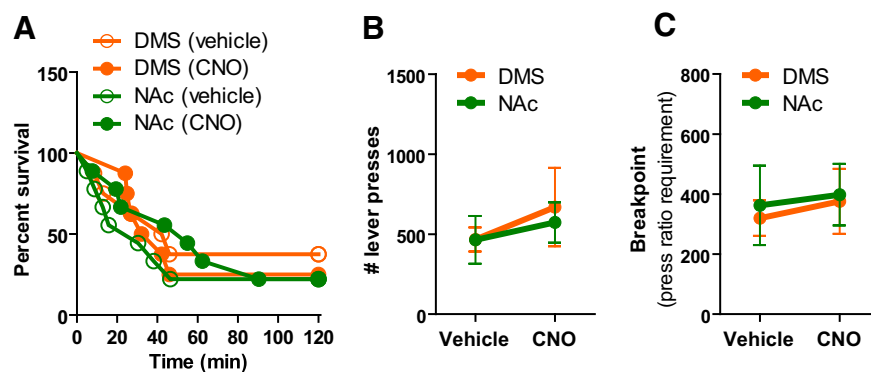 A
DMS (vehicle)
DMS (CNO)
NAc (vehicle)
NAc (CNO)
Percent survival
150
100
50
0
0 20 40 60 80 100 120
Time (min)
B
DMS
NAc
# lever presses
1500
1000
500
0
Vehicle CNO
C
DMS
NAc
Breakpoint
(press ratio requirement)
800
600
400
200
0
Vehicle CNO